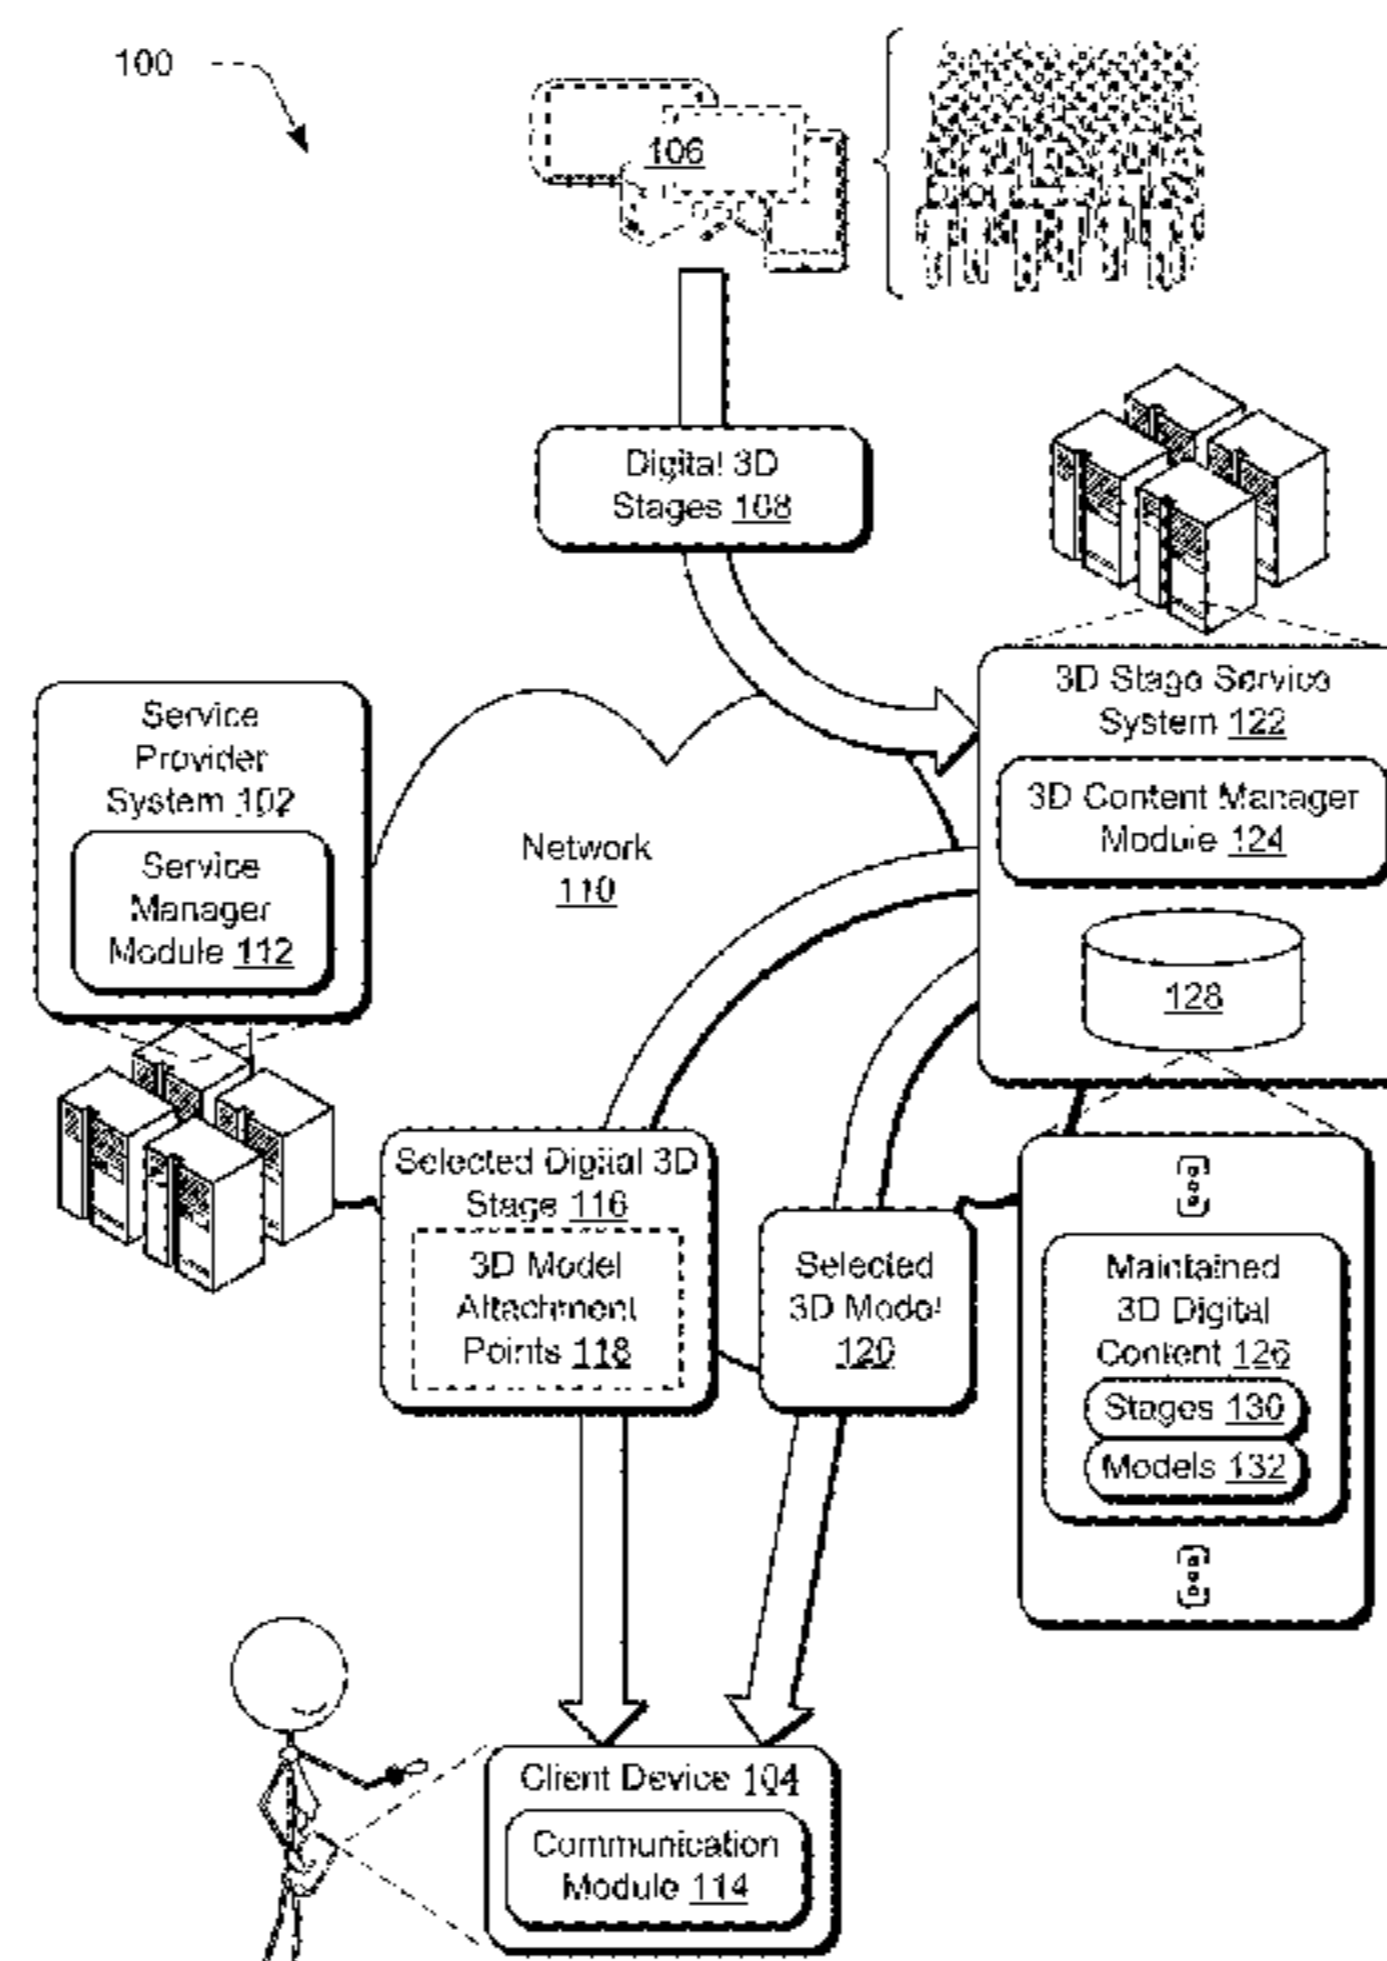 100
106
Digital 3D
Stages 108
3D Stage Service
System 122
3D Content Manager
Module 124
128
Service
Provider
System 102
Service
Manager
Module 112
Network
110
Selected Digital 3D
Stage 116
3D Model
Attachment
Points 118
Selected
3D Model
120
Maintained
3D Digital
Content 126
Stages 130
Models 132
Client Device 104
Communication
Module 114